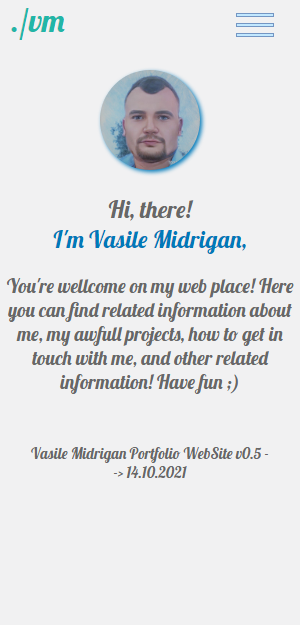 ./vm
Hi, there!
I'm Vasile Midrigan,
You're wellcome on my web place! Here
you can find related information about
me, my awfull projects, how to get in
touch with me, and other related
information! Have fun ;)
Vasile Midrigan Portfolio WebSite v0.5 -
-> 14.10.2021